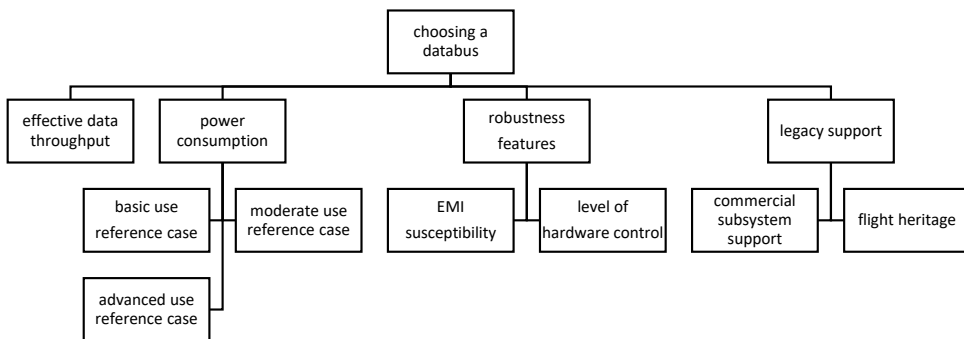 choosing a
databus
effective data
throughput
power
consumption
robustness
features
legacy support
basic use
reference case
moderate use
reference case
EMI
susceptibility
level of
hardware control
commercial
subsystem
support
flight heritage
advanced use
reference case